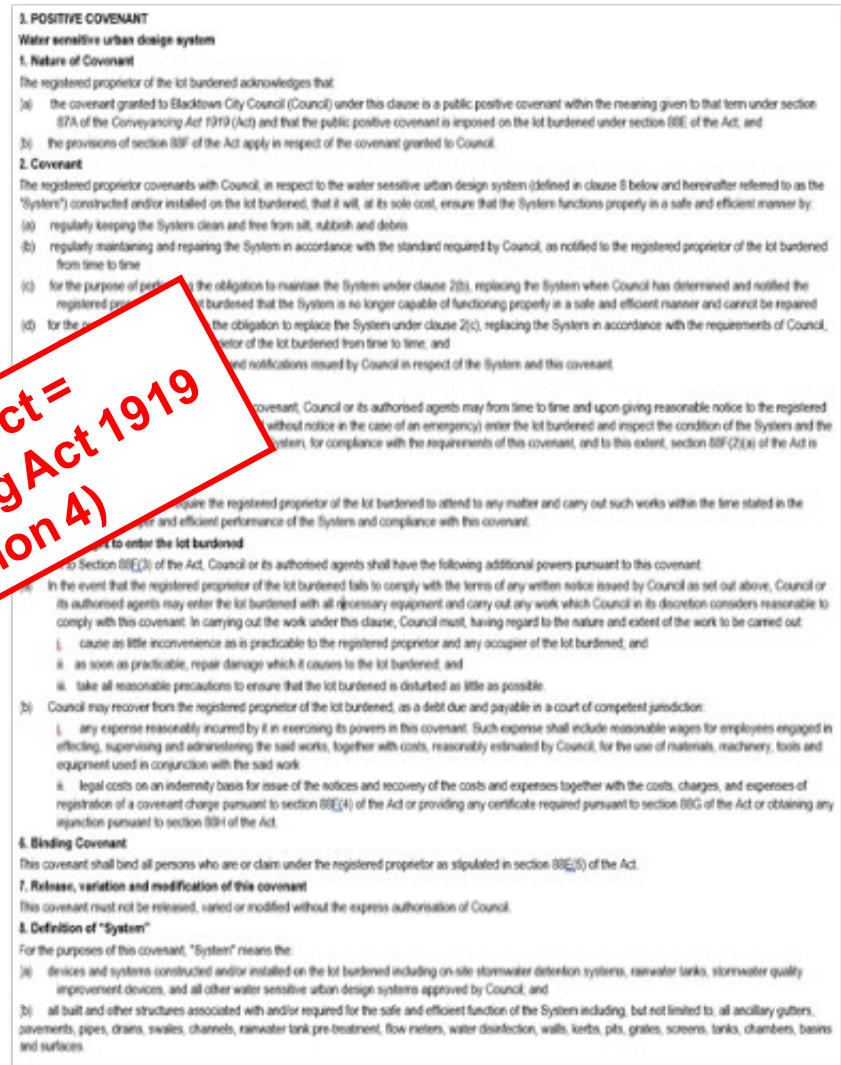 3. POSITIVE COVENANT
Water sensitive urban design system
1. Nature of Covenant
The registered proprietor of the lot burdened acknowledges that:
(a) the covenant granted to Blacktown City Council (Council) under this clause is a public positive covenant within the meaning given to that term under section
87A of the Conveyancing Act 1919 (Act) and that the public positive covenant is imposed on the lot burdened under section 88E of the Act; and
(b) the provisions of section 88F of the Act apply in respect of the covenant granted to Council.
2. Covenant
The registered proprietor covenants with Council, in respect to the water sensitive urban design system (defined in clause 8 below and hereinafter referred to as the
"System") constructed and/or installed on the lot burdened, that it will, at its sole cost, ensure that the System functions properly in a safe and efficient manner by:
(a) regularly keeping the System clean and free from silt, rubbish and debris
(b) regularly maintaining and repairing the System in accordance with the standard required by Council, as notified to the registered proprietor of the lot burdened
from time to time
(c) for the purpose of the obligation to maintain the System under clause 2(b), replacing the System when Council has determined and notified the
registered burdened that the System is no longer capable of functioning properly in a safe and efficient manner and cannot be repaired
(d) for the the obligation to replace the System under clause 2(c), replacing the System in accordance with the requirements of Council,
of the lot burdened from time to time; and
and notifications issued by Council in respect of the System and this covenant.
ct =
g Act 1919
on 4)
covenant, Council or its authorised agents may from time to time and upon giving reasonable notice to the registered
without notice in the case of an emergency) enter the lot burdened and inspect the condition of the System and the
System, for compliance with the requirements of this covenant, and to this extent, section 88F(2)(a) of the Act is
the registered proprietor of the lot burdened to attend to any matter and carry out such works within the time stated in the
and efficient performance of the System and compliance with this covenant.
to enter the lot burdened
to Section 88E(3) of the Act, Council or its authorised agents shall have the following additional powers pursuant to this covenant:
In the event that the registered proprietor of the lot burdened fails to comply with the terms of any written notice issued by Council as set out above, Council or
its authorised agents may enter the lot burdened with all necessary equipment and carry out any work which Council in its discretion considers reasonable to
comply with this covenant. In carrying out the work under this clause, Council must, having regard to the nature and extent of the work to be carried out:
i. cause as little inconvenience as is practicable to the registered proprietor and any occupier of the lot burdened; and
ii. as soon as practicable, repair damage which it causes to the lot burdened; and
iii. take all reasonable precautions to ensure that the lot burdened is disturbed as little as possible.
(b) Council may recover from the registered proprietor of the lot burdened, as a debt due and payable in a court of competent jurisdiction:
i. any expense reasonably incurred by it in exercising its powers in this covenant. Such expense shall include reasonable wages for employees engaged in
effecting, supervising and administering the said works, together with costs, reasonably estimated by Council, for the use of materials, machinery, tools and
equipment used in conjunction with the said work
ii. legal costs on an indemnity basis for issue of the notices and recovery of the costs and expenses together with the costs, charges, and expenses of
registration of a covenant charge pursuant to section 88E(4) of the Act or providing any certificate required pursuant to section 88G of the Act or obtaining any
injunction pursuant to section 88H of the Act.
6. Binding Covenant
This covenant shall bind all persons who are or claim under the registered proprietor as stipulated in section 88E(5) of the Act.
7. Release, variation and modification of this covenant
This covenant must not be released, varied or modified without the express authorisation of Council.
8. Definition of "System"
For the purposes of this covenant, "System" means the:
(a) devices and systems constructed and/or installed on the lot burdened including on-site stormwater detention systems, rainwater tanks, stormwater quality
improvement devices, and all other water sensitive urban design systems approved by Council; and
(b) all built and other structures associated with and/or required for the safe and efficient function of the System including, but not limited to, all ancillary gutters,
pavements, pipes, drains, swales, channels, rainwater tank pre-treatment, flow meters, water disinfection, walls, kerbs, pits, grates, screens, tanks, chambers, basins
and surfaces.